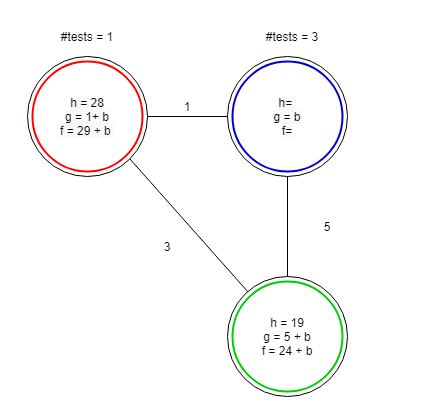 #tests = 1
#tests = 3
h = 28
g = 1+ b
f = 29 + b
1
h=
g = b
f=
3
5
h = 19
g = 5 + b
f = 24 + b